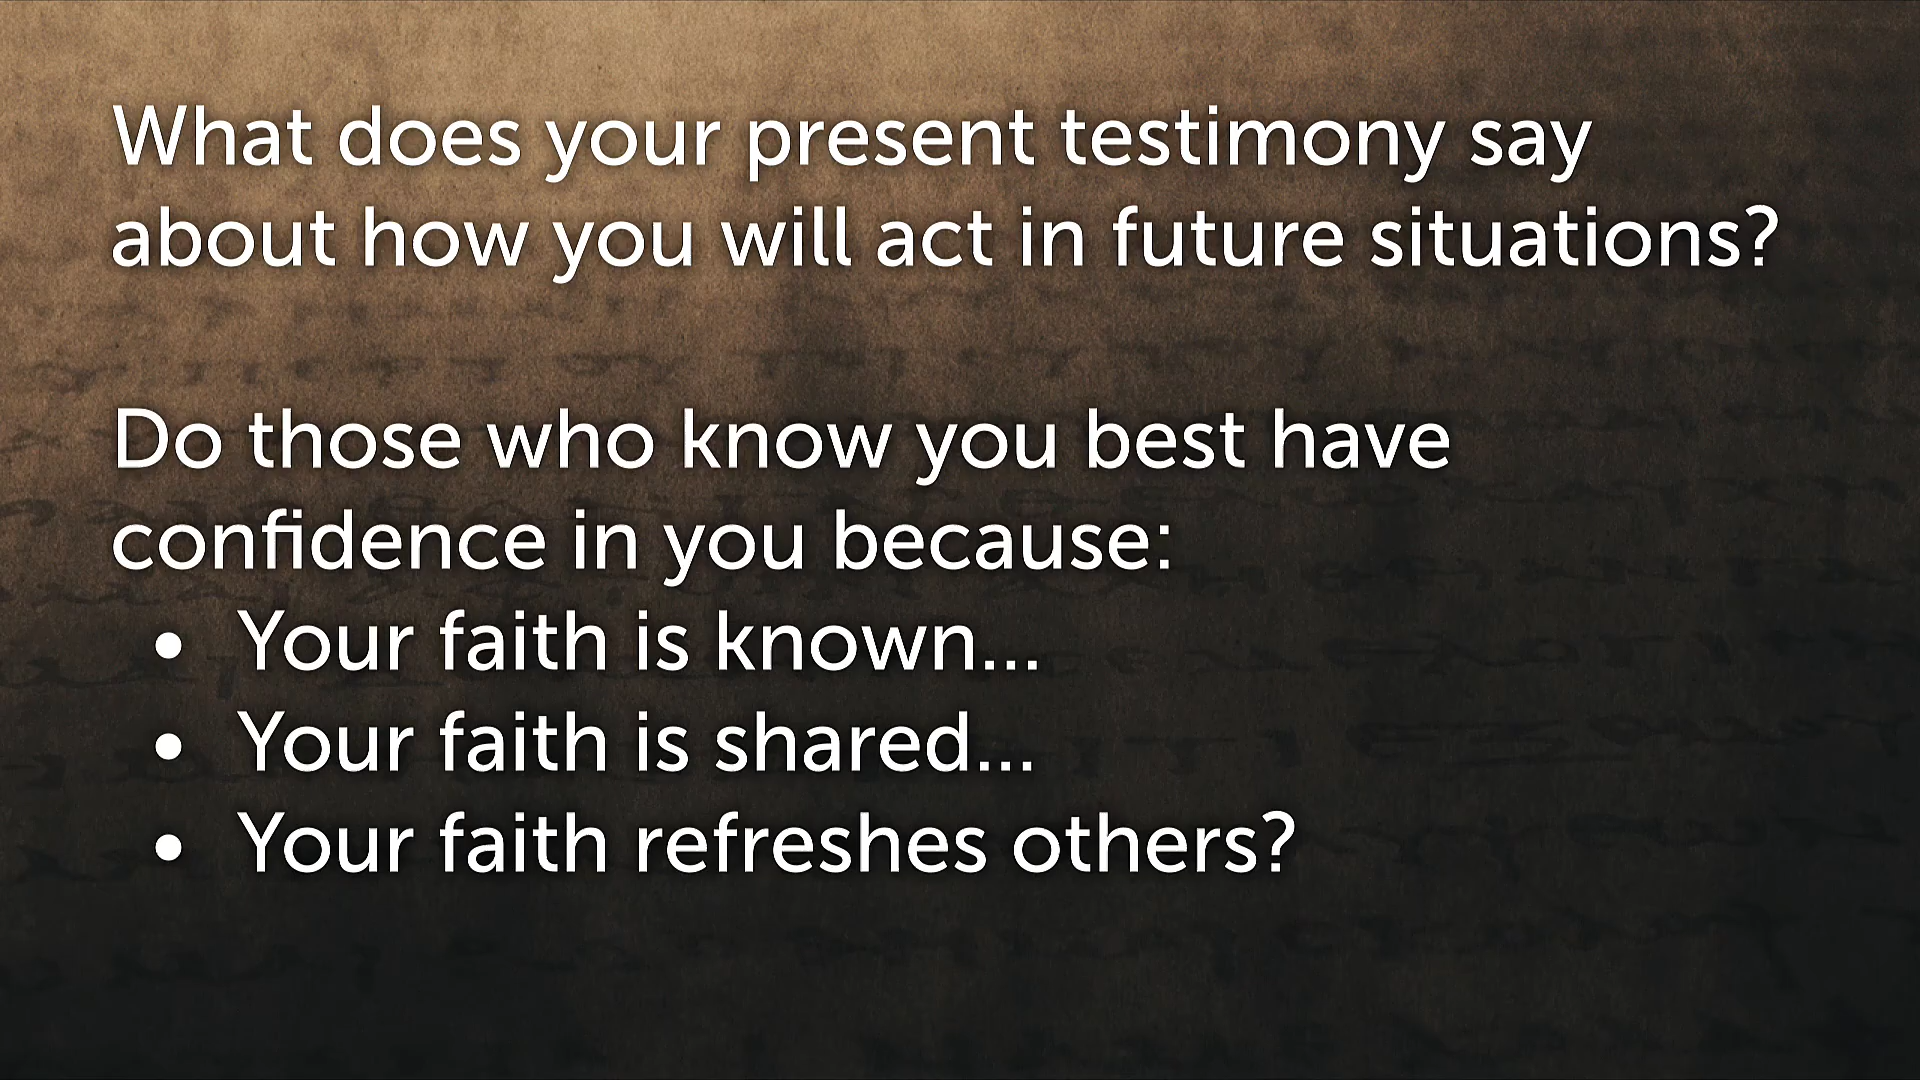 What does your present testimony say
about how you will act in future situations?
Do those who know you best have
confidence in you because:
• Your faith is known...
• Your faith is shared...
• Your faith refreshes others?